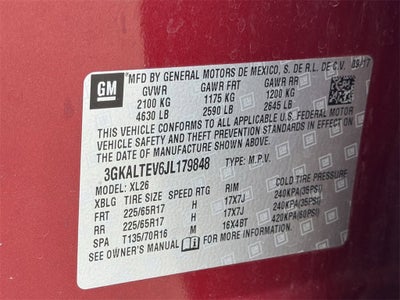 GM
MFD BY GENERAL MOTORS DE MEXICO, S. DE R.L. DE C.V. 09/17
GVWR GAWR FRT GAWR RR
2100 KG 1175 KG 1200 KG
4630 LB 2590 LB 2645 LB
THIS VEHICLE CONFORMS TO ALL APPLICABLE U.S. FEDERAL MOTOR
VEHICLE SAFETY AND THEFT PREVENTION STANDARDS IN EFFECT
ON THE DATE OF MANUFACTURE SHOWN ABOVE.
3GKALTEV6JL179848 TYPE: M.P.V.
MODEL: XL26
XBLG TIRE SIZE SPEED RTG RIM COLD TIRE PRESSURE
FRT 225/65R17 H 17X7J 240KPA(35PSI)
RR 225/65R17 H 17X7J 240KPA(35PSI)
SPA T135/70R16 M 16X4BT 420KPA(60PSI)
SEE OWNER'S MANUAL FOR MORE INFORMATION.